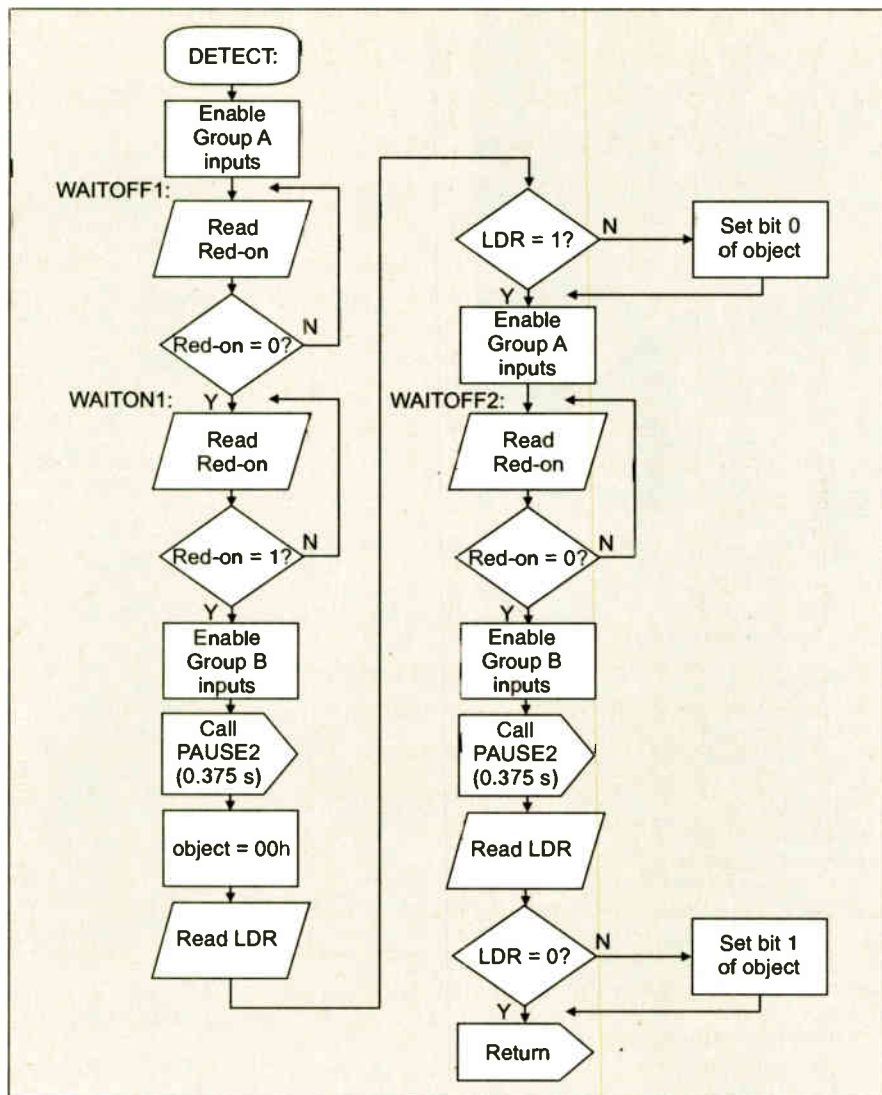 DETECT:
Enable
Group A
inputs
WAITOFF1:
Read
Red-on
Red-on = 0?
N
Y
WAITON1:
Read
Red-on
Red-on = 1?
N
Y
Enable
Group B
inputs
Call
PAUSE2
(0.375 s)
object = 00h
Read LDR
LDR = 1?
N
Set bit 0
of object
Y
Enable
Group A
inputs
WAITOFF2:
Read
Red-on
Red-on = 0?
N
Y
Enable
Group B
inputs
Call
PAUSE2
(0.375 s)
Read LDR
LDR = 0?
N
Set bit 1
of object
Y
Return